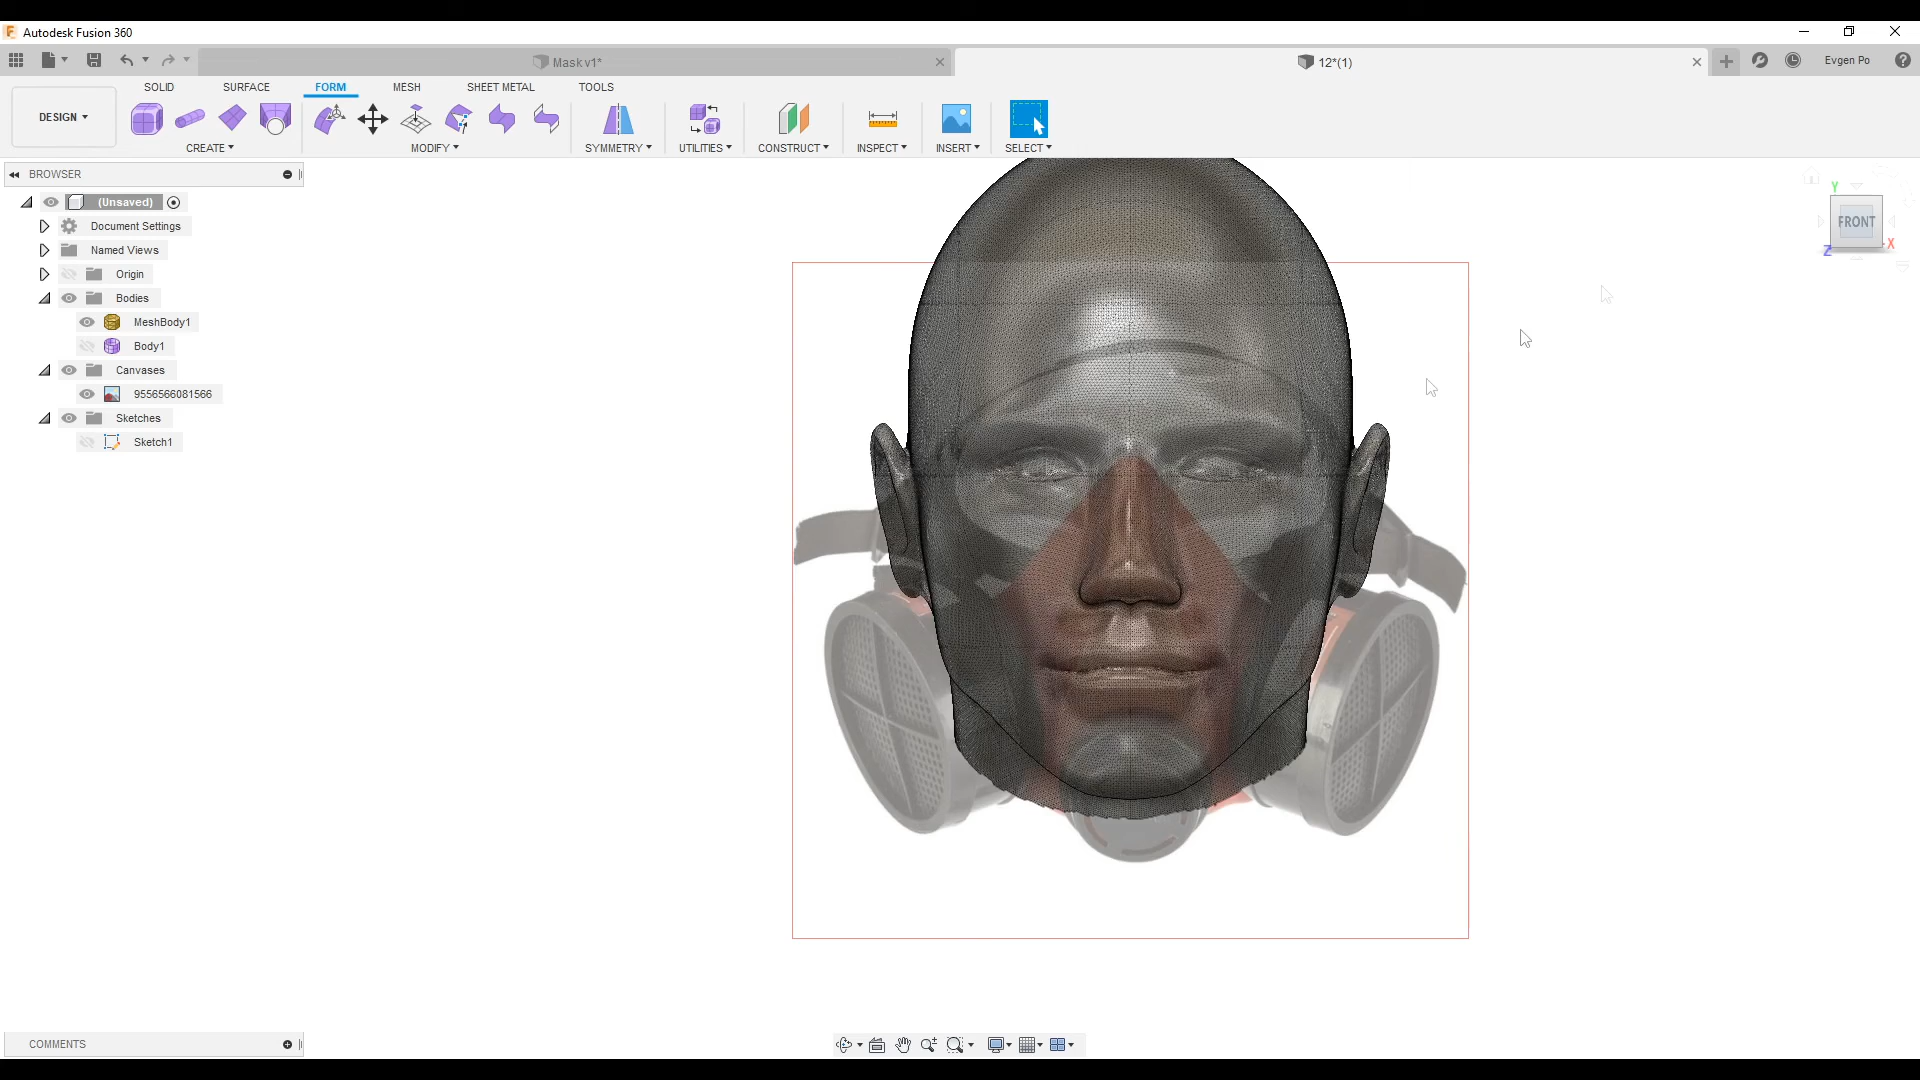 Autodesk Fusion 360
Mask v1*
12*(1)
Evgen Po
SOLID
SURFACE
FORM
MESH
SHEET METAL
TOOLS
DESIGN
CREATE
MODIFY
SYMMETRY
UTILITIES
CONSTRUCT
INSPECT
INSERT
SELECT
BROWSER
(Unsaved)
Document Settings
Named Views
Origin
Bodies
MeshBody1
Body1
Canvases
9556566081566
Sketches
Sketch1
Y
FRONT
X
Z
COMMENTS